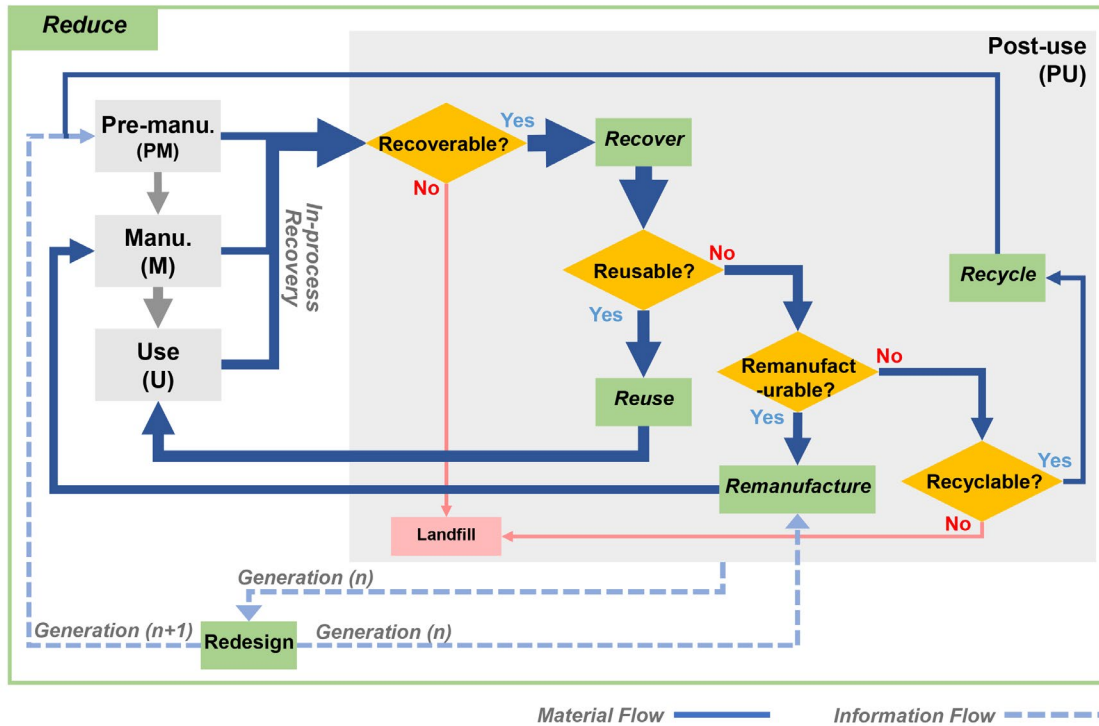 Reduce
Post-use
(PU)
Pre-manu.
(PM)
Recoverable?
Yes
Recover
No
In-process
Recovery
Manu.
(M)
Reusable?
No
Yes
Recycle
Use
(U)
Remanufact
-urable?
No
Reuse
Yes
Recyclable?
Yes
Remanufacture
No
Landfill
Generation (n)
Generation (n+1)
Redesign
Generation (n)
Material Flow
Information Flow